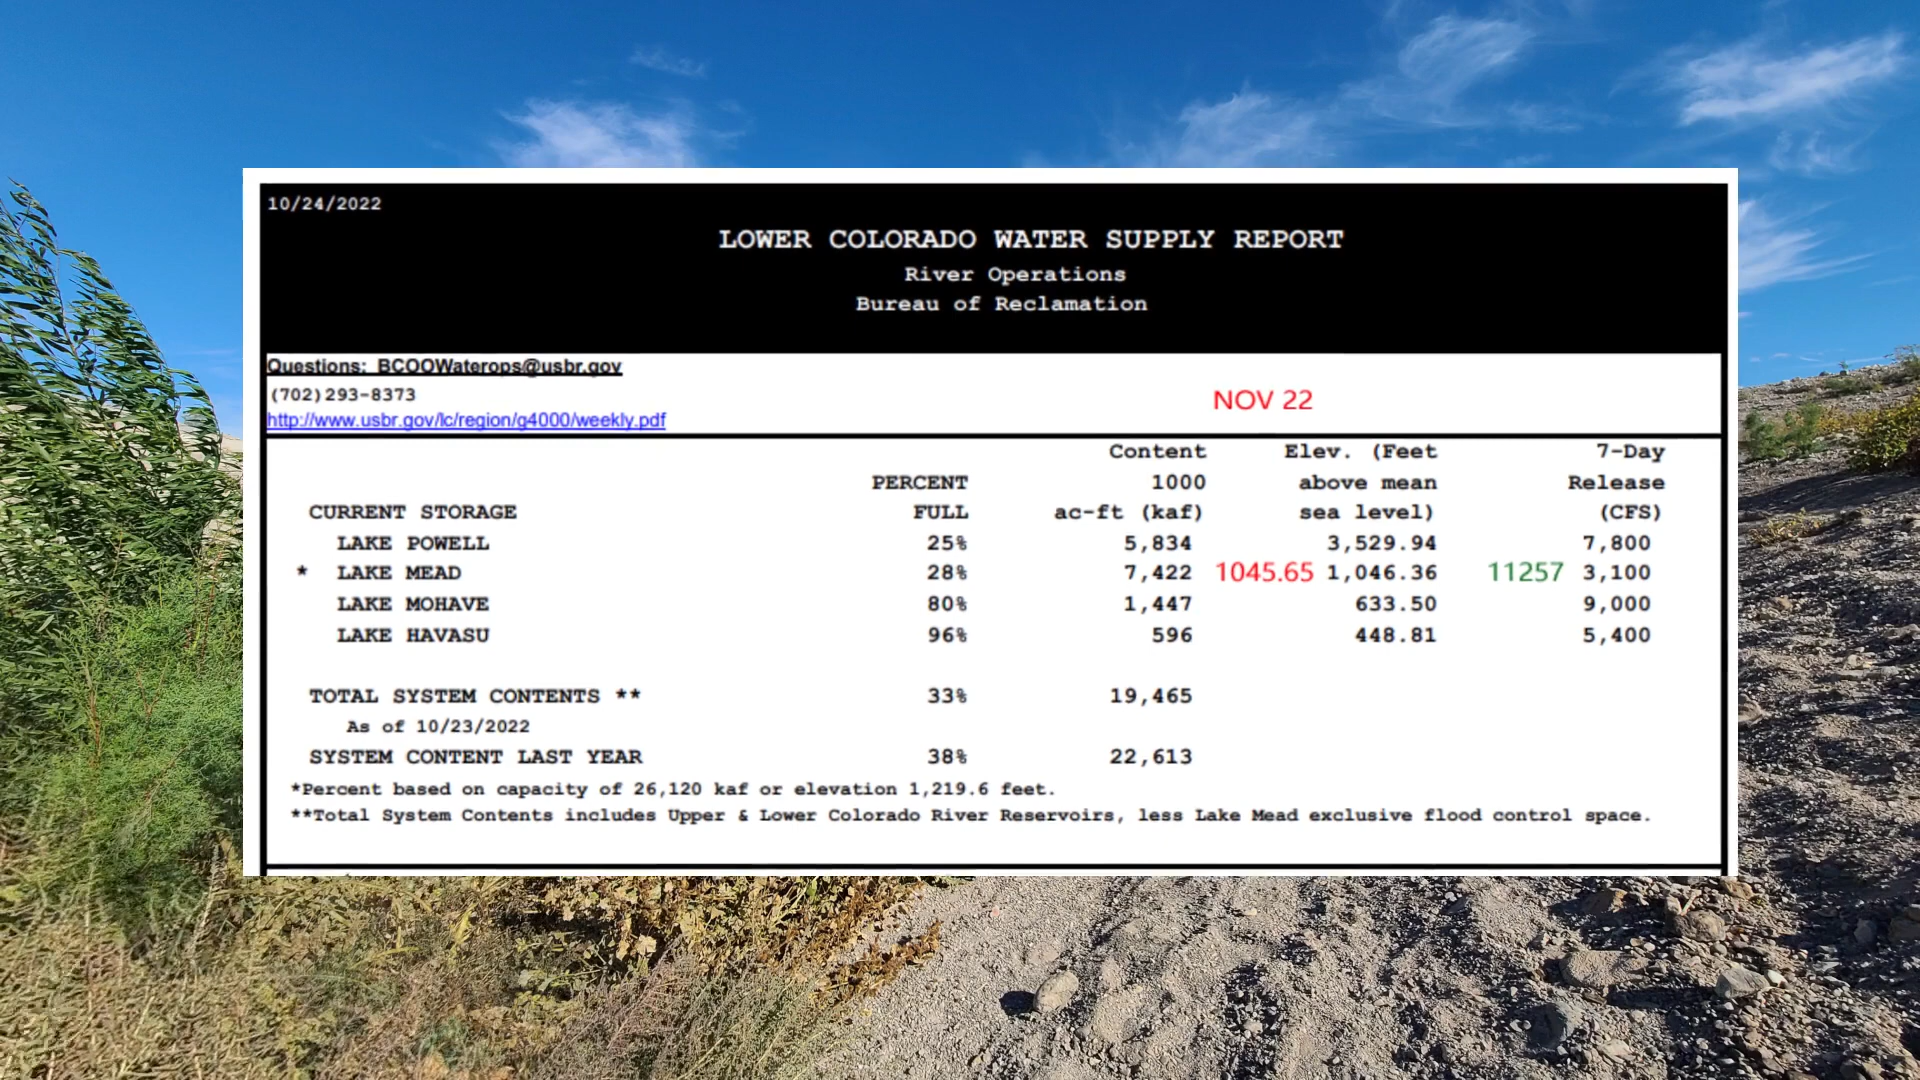 10/24/2022
LOWER COLORADO WATER SUPPLY REPORT
River Operations
Bureau of Reclamation
Questions: BCOOWaterops@usbr.gov
(702)293-8373
NOV 22
http://www.usbr.gov/lc/region/g4000/weekly.pdf
Content Elev. (Feet 7-Day
PERCENT 1000 above mean Release
CURRENT STORAGE FULL ac-ft (kaf) sea level) (CFS)
LAKE POWELL 25% 5,834 3,529.94 7,800
* LAKE MEAD 28% 7,422 1045.65 1,046.36 11257 3,100
LAKE MOHAVE 80% 1,447 633.50 9,000
LAKE HAVASU 96% 596 448.81 5,400
TOTAL SYSTEM CONTENTS ** 33% 19,465
As of 10/23/2022
SYSTEM CONTENT LAST YEAR 38% 22,613
*Percent based on capacity of 26,120 kaf or elevation 1,219.6 feet.
**Total System Contents includes Upper & Lower Colorado River Reservoirs, less Lake Mead exclusive flood control space.